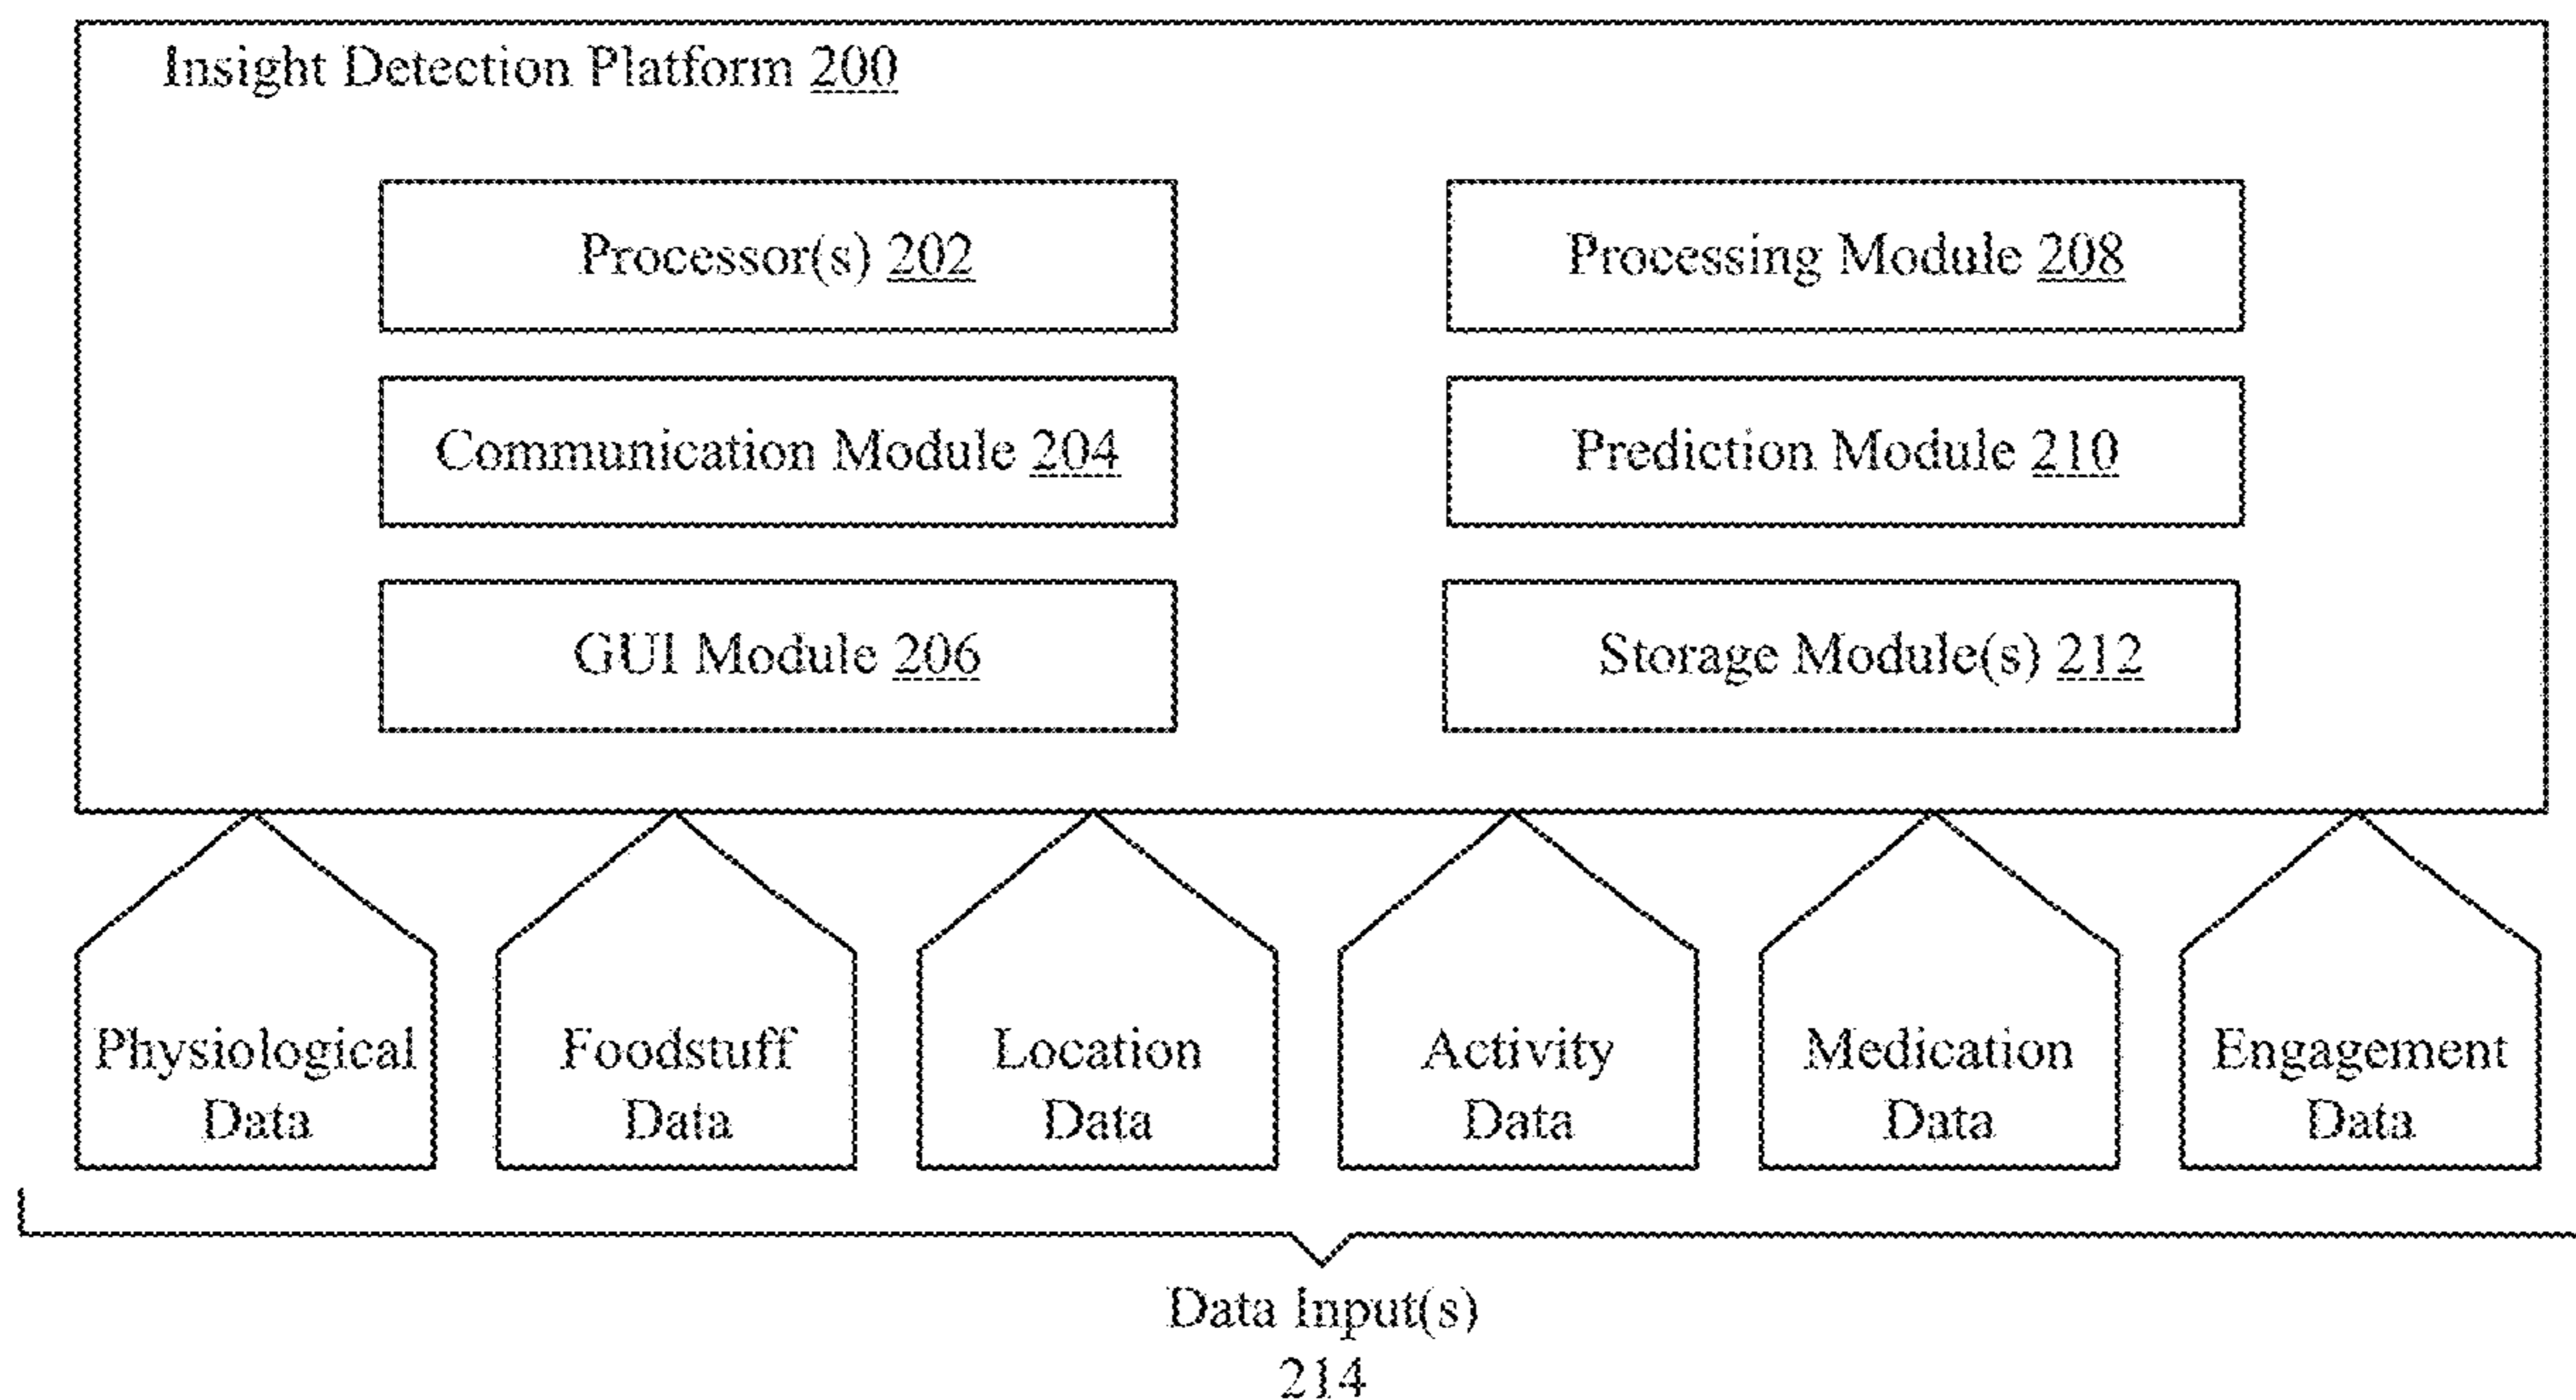 Insight Detection Platform 200
Processor(s) 202
Processing Module 208
Communication Module 204
Prediction Module 210
GUI Module 206
Storage Module(s) 212
Physiological
Data
Foodstuff
Data
Location
Data
Activity
Data
Medication
Data
Engagement
Data
Data Input(s)
214